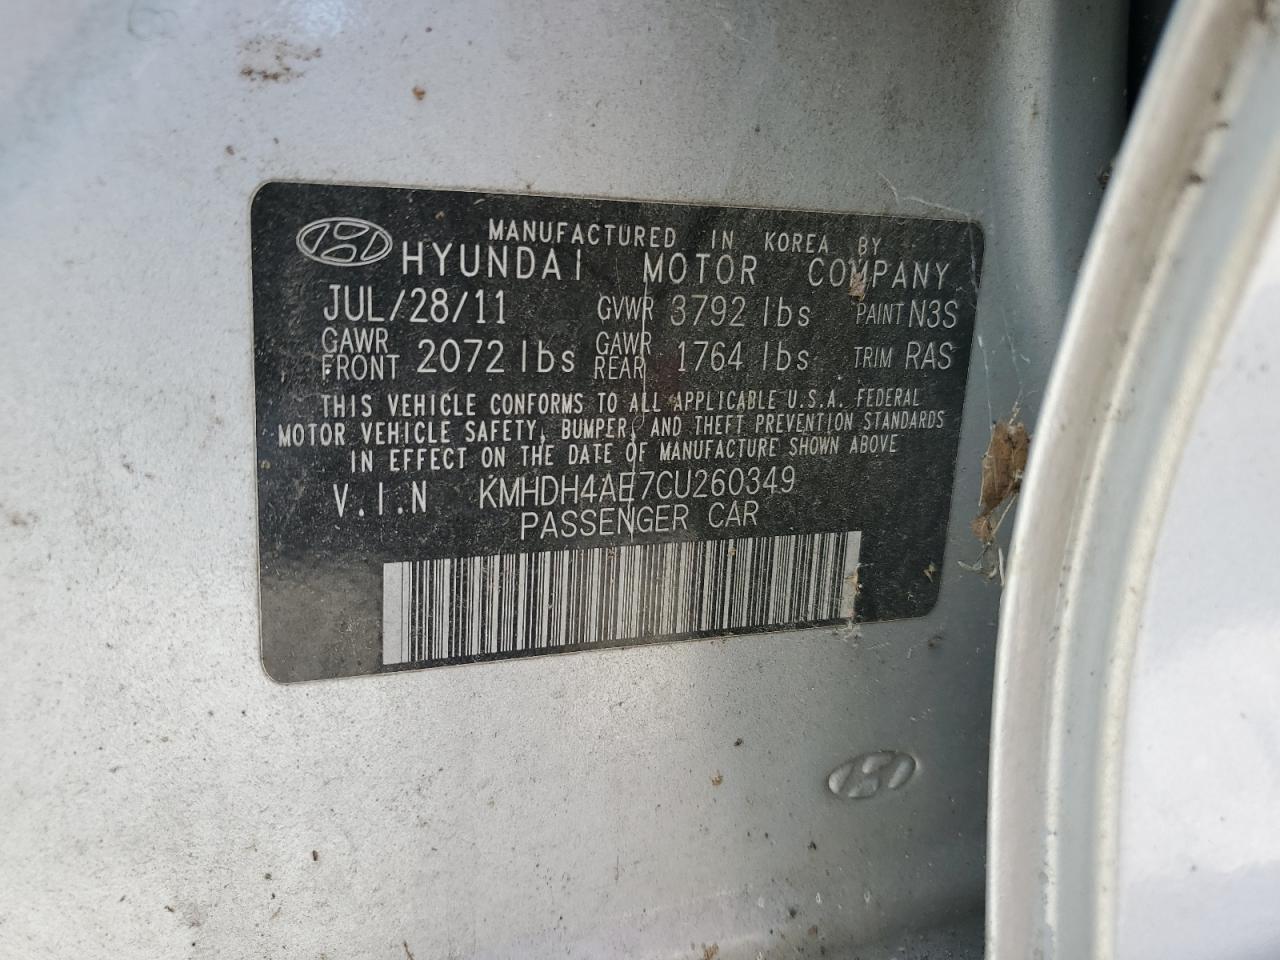 MANUFACTURED IN KOREA BY
HYUNDAI MOTOR COMPANY
JUL/28/11 GVWR 3792 lbs PAINT N3S
GAWR FRONT 2072 lbs GAWR REAR 1764 lbs TRIM RAS
THIS VEHICLE CONFORMS TO ALL APPLICABLE U.S.A. FEDERAL
MOTOR VEHICLE SAFETY, BUMPER, AND THEFT PREVENTION STANDARDS
IN EFFECT ON THE DATE OF MANUFACTURE SHOWN ABOVE
V.I.N KMHDH4AE7CU260349
PASSENGER CAR